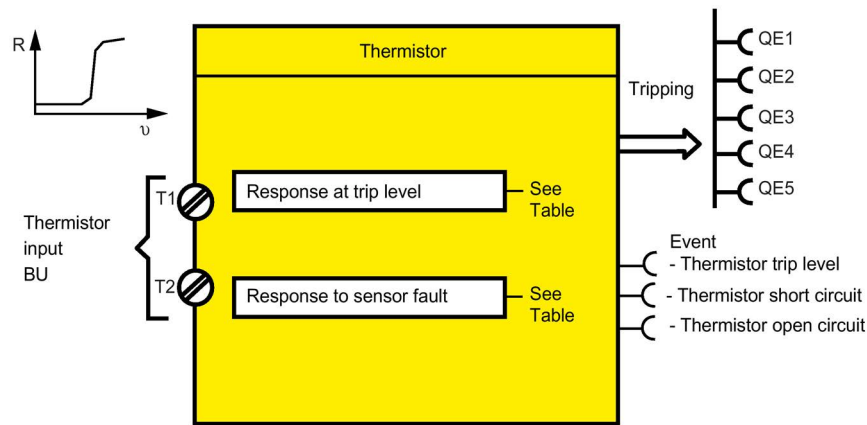 R
υ
Thermistor
Tripping
QE1
QE2
QE3
QE4
QE5
Thermistor
input
BU
T1
T2
Response at trip level
See
Table
Response to sensor fault
See
Table
Event
- Thermistor trip level
- Thermistor short circuit
- Thermistor open circuit